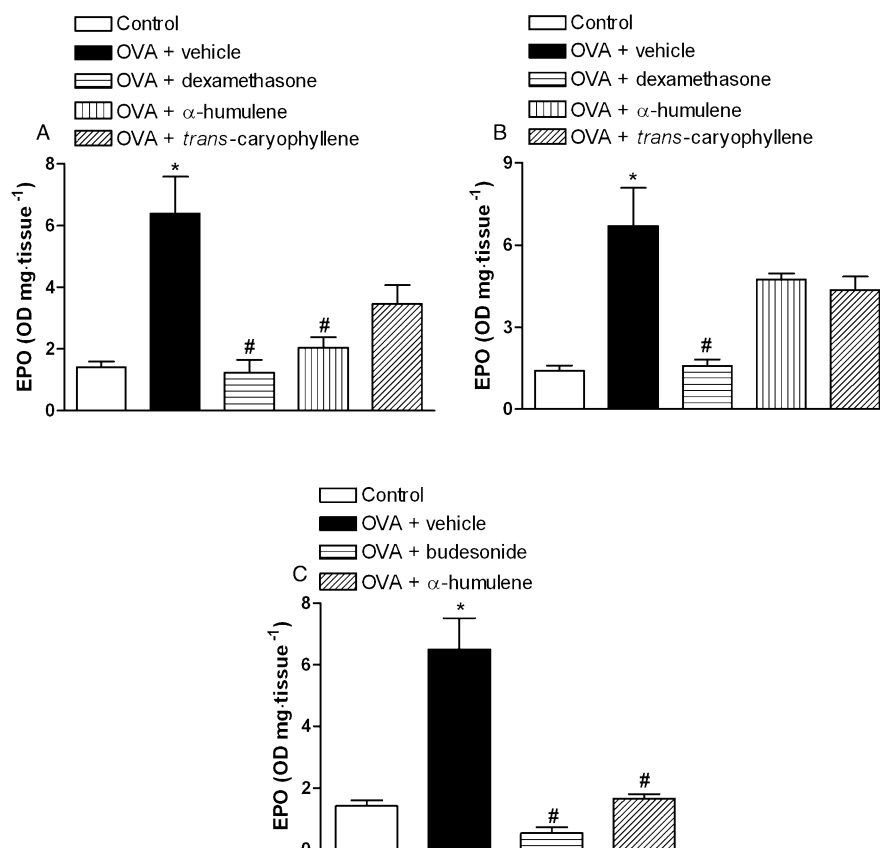 Control
OVA + vehicle
OVA + dexamethasone
OVA + α-humulene
OVA + trans-caryophyllene
A
8
6
4
2
0
EPO (OD mg·tissue⁻¹)
*
#
#
Control
OVA + vehicle
OVA + dexamethasone
OVA + α-humulene
OVA + trans-caryophyllene
B
9
6
3
0
EPO (OD mg·tissue⁻¹)
*
#
Control
OVA + vehicle
OVA + budesonide
OVA + α-humulene
C
8
6
4
2
0
EPO (OD mg·tissue⁻¹)
*
#
#